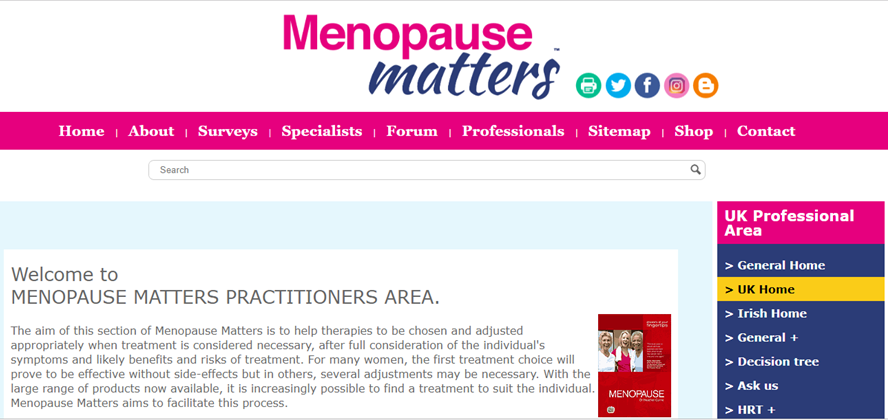 Menopause
matters™
Home | About | Surveys | Specialists | Forum | Professionals | Sitemap | Shop | Contact
Search
Welcome to
MENOPAUSE MATTERS PRACTITIONERS AREA.
The aim of this section of Menopause Matters is to help therapies to be chosen and adjusted
appropriately when treatment is considered necessary, after full consideration of the individual's
symptoms and likely benefits and risks of treatment. For many women, the first treatment choice will
prove to be effective without side-effects but in others, several adjustments may be necessary. With the
large range of products now available, it is increasingly possible to find a treatment to suit the individual.
Menopause Matters aims to facilitate this process.
fingertips
MENOPAUSE
UK Professional
Area
> General Home
> UK Home
> Irish Home
> General +
> Decision tree
> Ask us
> HRT +